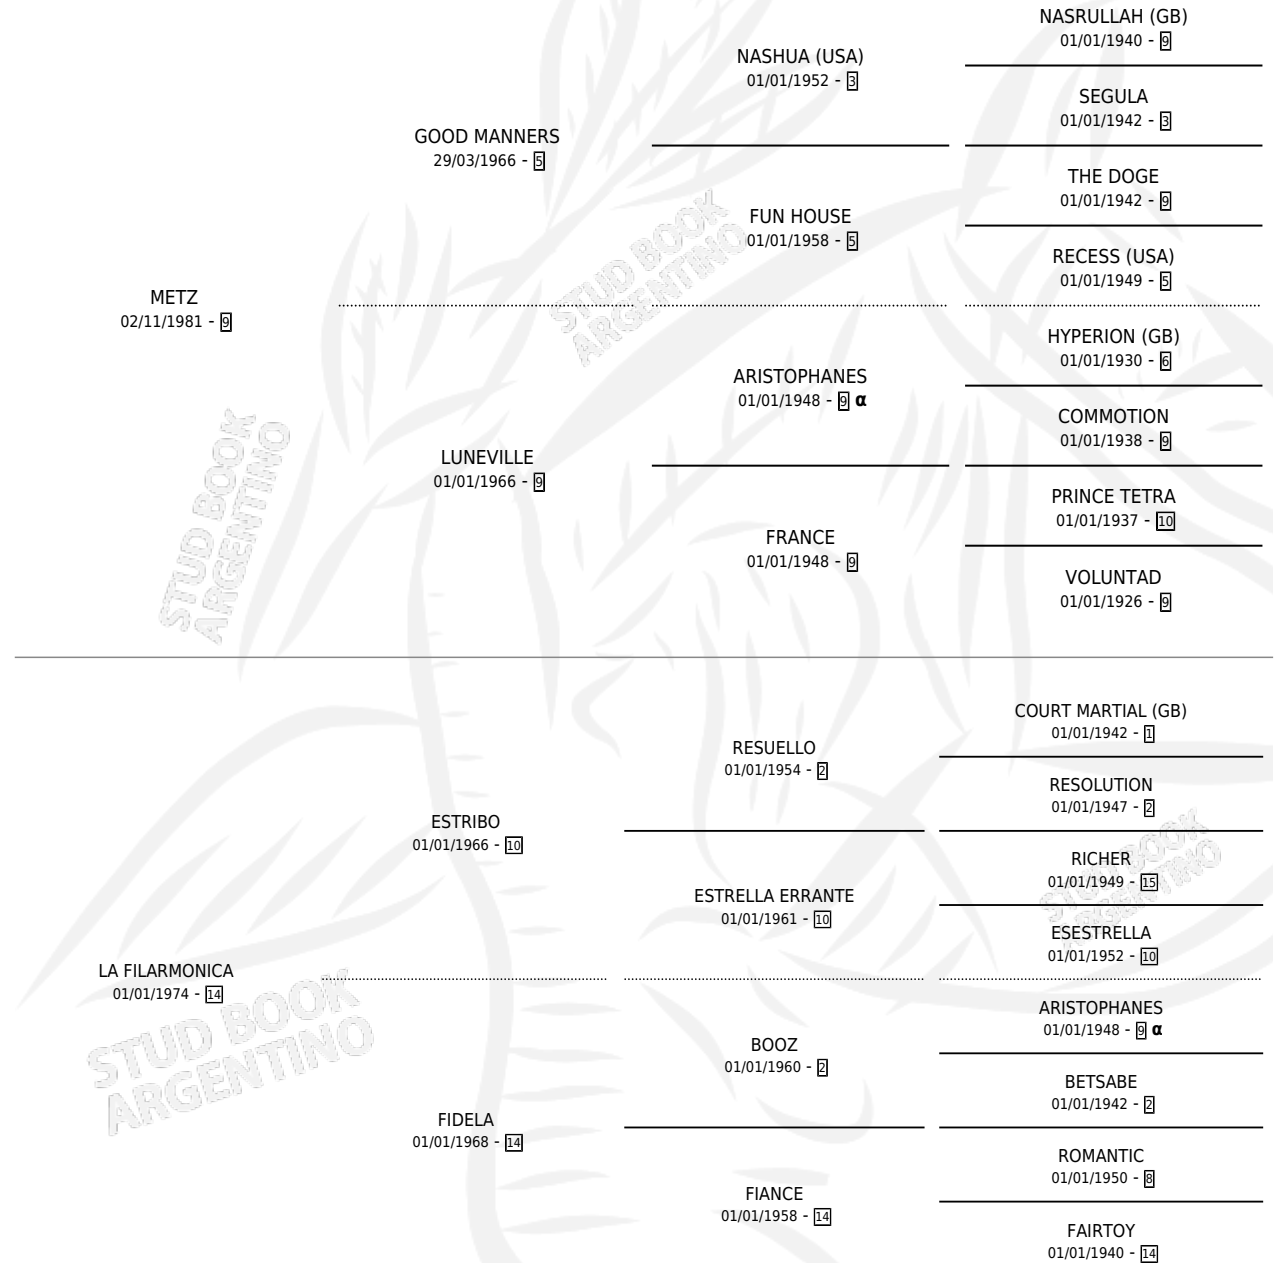 NASRULLAH (GB)
01/01/1940 - 9
NASHUA (USA)
01/01/1952 - 3
SEGULA
01/01/1942 - 3
GOOD MANNERS
29/03/1966 - 5
THE DOGE
01/01/1942 - 9
FUN HOUSE
01/01/1958 - 5
RECESS (USA)
01/01/1949 - 5
METZ
02/11/1981 - 9
HYPERION (GB)
01/01/1930 - 6
ARISTOPHANES
01/01/1948 - 9 α
COMMOTION
01/01/1938 - 9
LUNEVILLE
01/01/1966 - 9
PRINCE TETRA
01/01/1937 - 10
FRANCE
01/01/1948 - 9
VOLUNTAD
01/01/1926 - 9
COURT MARTIAL (GB)
01/01/1942 - 1
RESUELLO
01/01/1954 - 2
RESOLUTION
01/01/1947 - 2
ESTRIBO
01/01/1966 - 10
RICHER
01/01/1949 - 15
ESTRELLA ERRANTE
01/01/1961 - 10
ESESTRELLA
01/01/1952 - 10
LA FILARMONICA
01/01/1974 - 14
ARISTOPHANES
01/01/1948 - 9 α
BOOZ
01/01/1960 - 2
BETSABE
01/01/1942 - 2
FIDELA
01/01/1968 - 14
ROMANTIC
01/01/1950 - 8
FIANCE
01/01/1958 - 14
FAIRTOY
01/01/1940 - 14
STUD BOOK
ARGENTINO
STUD BOOK
ARGENTINO
STUD BOOK
ARGENTINO
STUD BOOK
ARGENTINO